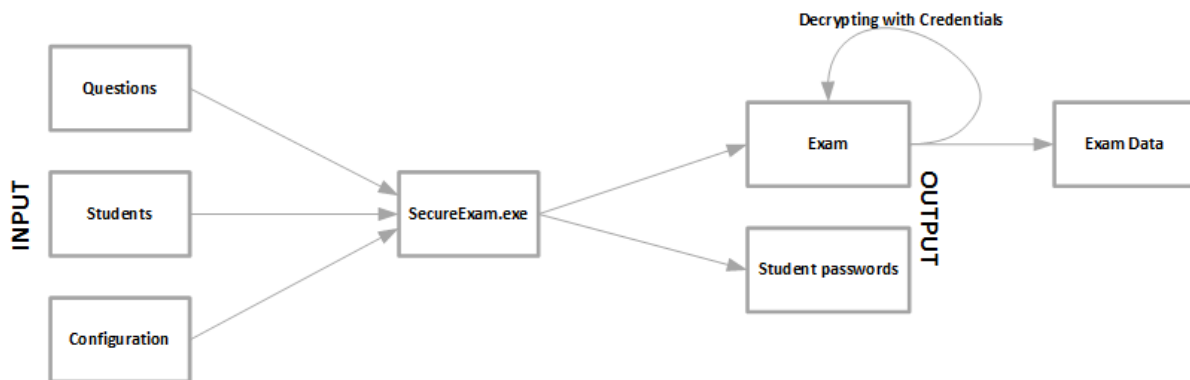 Decrypting with Credentials
Questions
Exam
Exam Data
INPUT
Students
SecureExam.exe
OUTPUT
Student passwords
Configuration